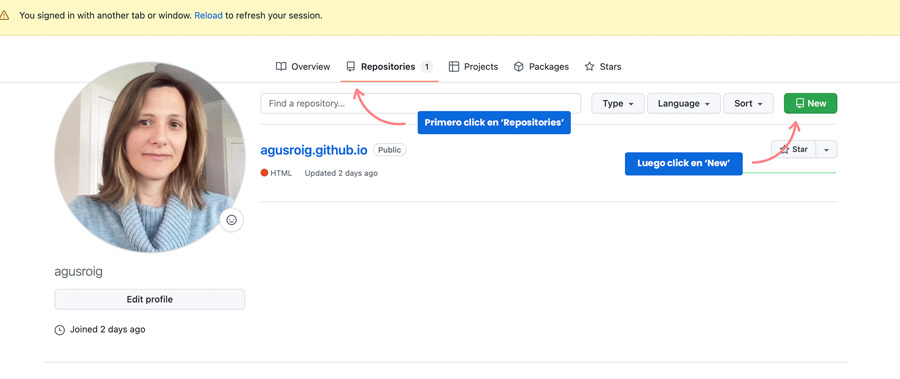 You signed in with another tab or window. Reload to refresh your session.
Overview
Repositories 1
Projects
Packages
Stars
Find a repository...
Type
Language
Sort
New
Primero click en ‘Repositories’
agusroig.github.io Public
Star
Luego click en ‘New’
HTML Updated 2 days ago
agusroig
Edit profile
Joined 2 days ago